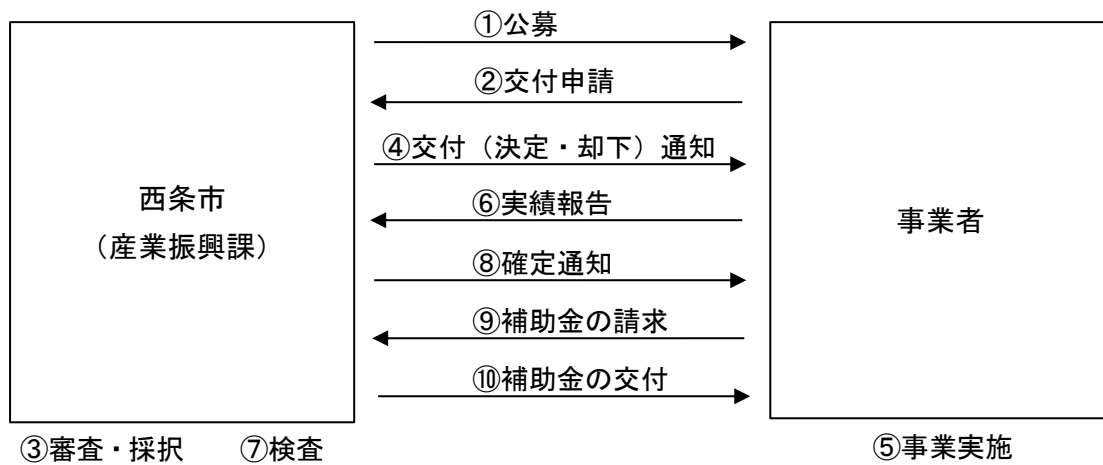 ①公募
②交付申請
④交付（決定・却下）通知
西条市
（産業振興課）
⑥実績報告
事業者
⑧確定通知
⑨補助金の請求
⑩補助金の交付
③審査・採択 ⑦検査
⑤事業実施